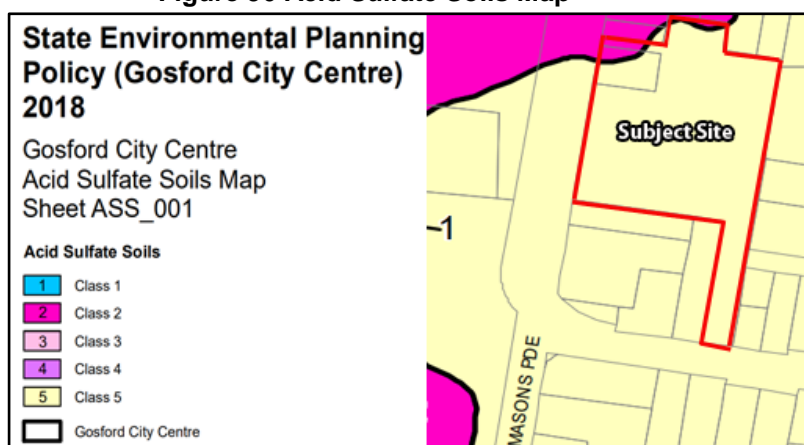 State Environmental Planning
Policy (Gosford City Centre)
2018
Gosford City Centre
Acid Sulfate Soils Map
Sheet ASS_001
Acid Sulfate Soils
1 Class 1
2 Class 2
3 Class 3
4 Class 4
5 Class 5
Gosford City Centre
Subject Site
1
MASONS PDE